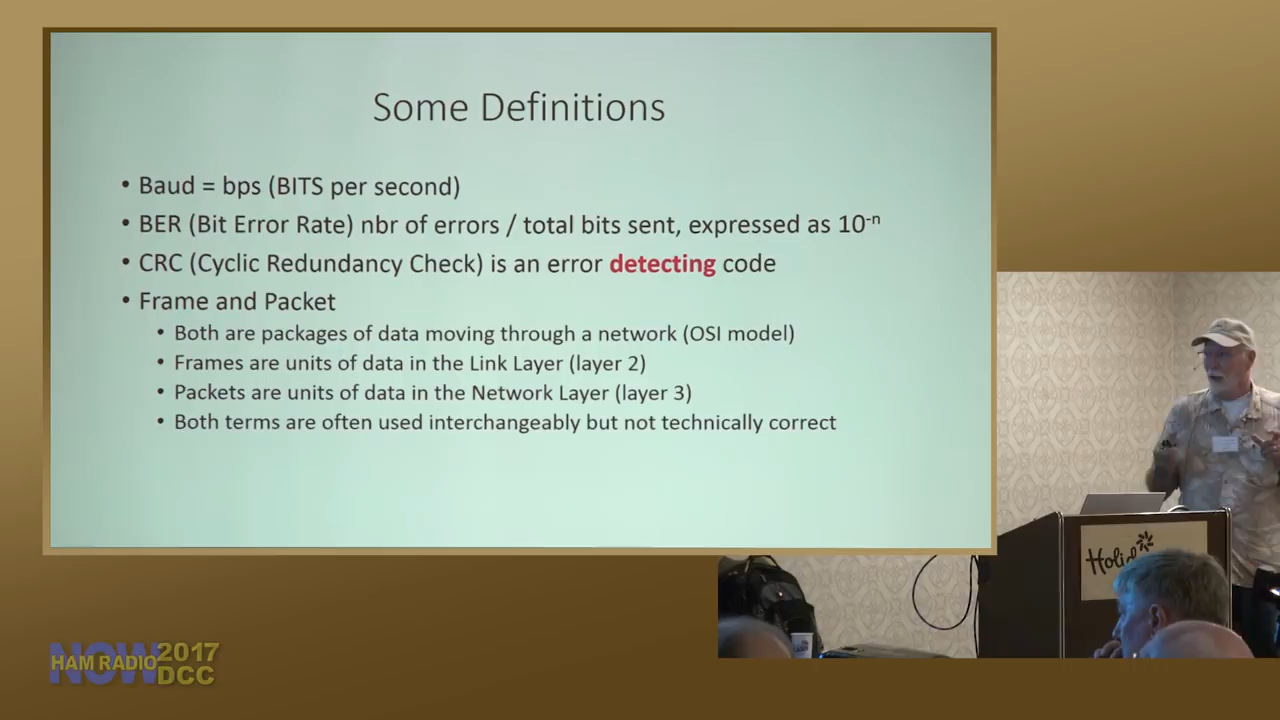 Some Definitions
• Baud = bps (BITS per second)
• BER (Bit Error Rate) nbr of errors / total bits sent, expressed as 10⁻ⁿ
• CRC (Cyclic Redundancy Check) is an error detecting code
• Frame and Packet
• Both are packages of data moving through a network (OSI model)
• Frames are units of data in the Link Layer (layer 2)
• Packets are units of data in the Network Layer (layer 3)
• Both terms are often used interchangeably but not technically correct
Holid
HAM RADIO NOW 2017
DCC